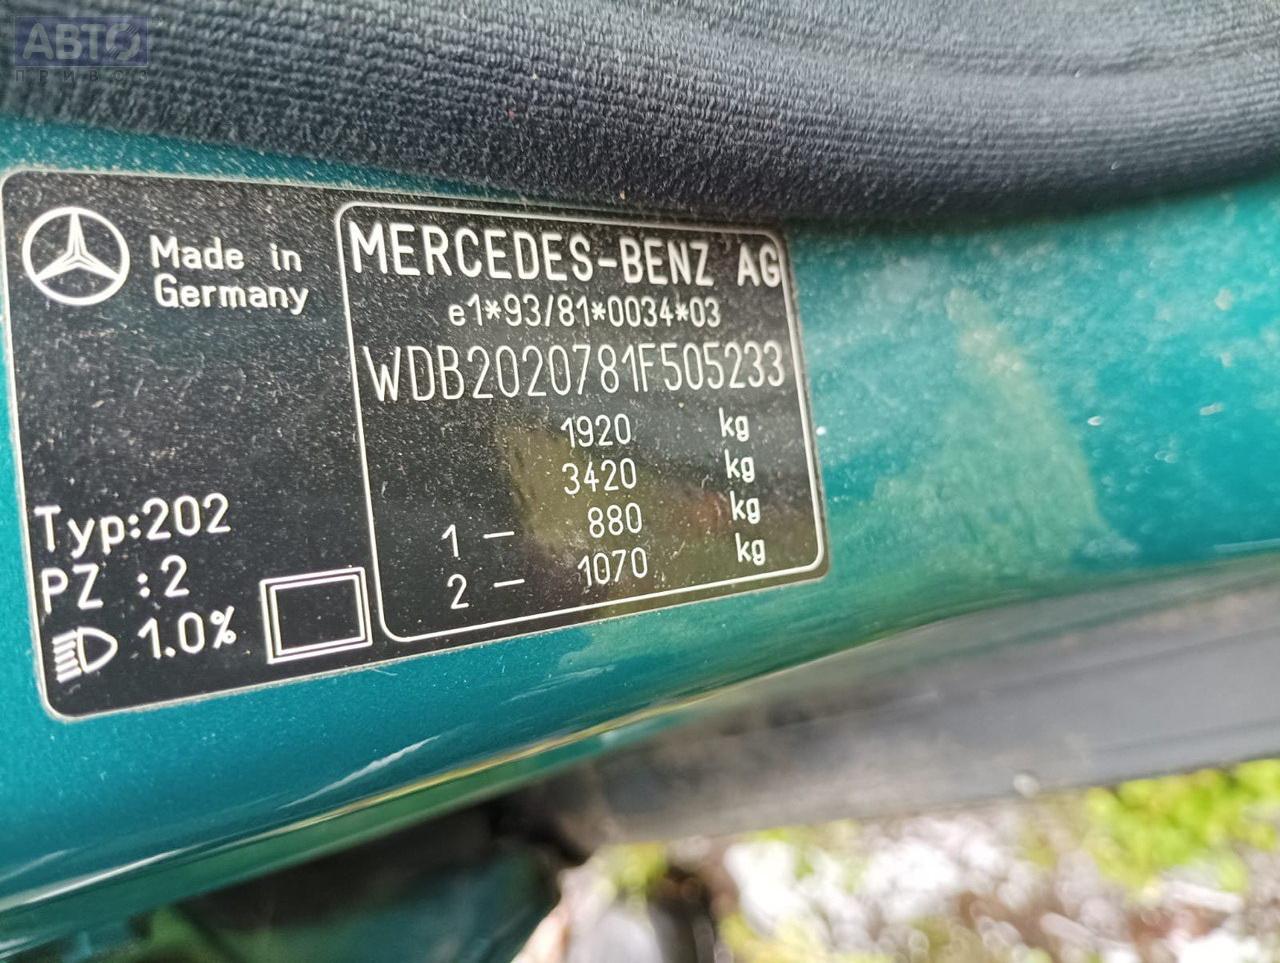 АВТО
ПРИВОЗ
Made in
Germany
MERCEDES-BENZ AG
e1*93/81*0034*03
WDB2020781F505233
1920 kg
3420 kg
1 – 880 kg
2 – 1070 kg
Typ:202
PZ :2
1.0%